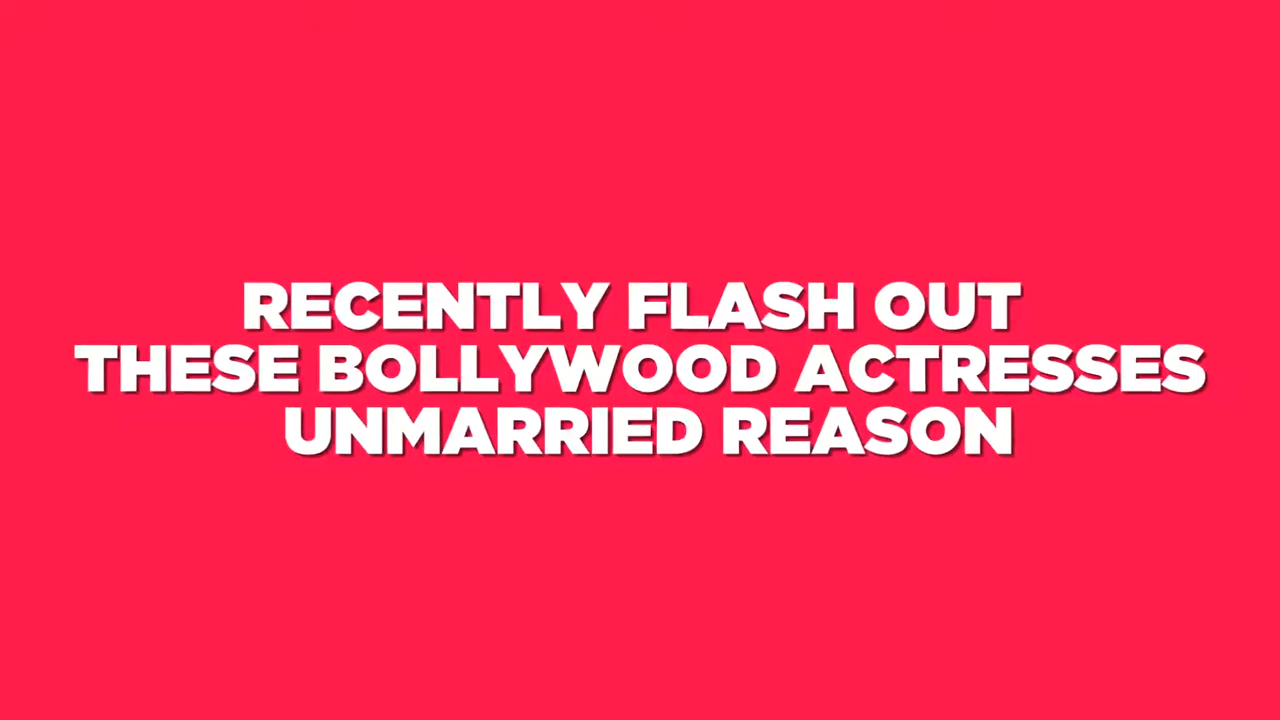 RECENTLY FLASH OUT
THESE BOLLYWOOD ACTRESSES
UNMARRIED REASON